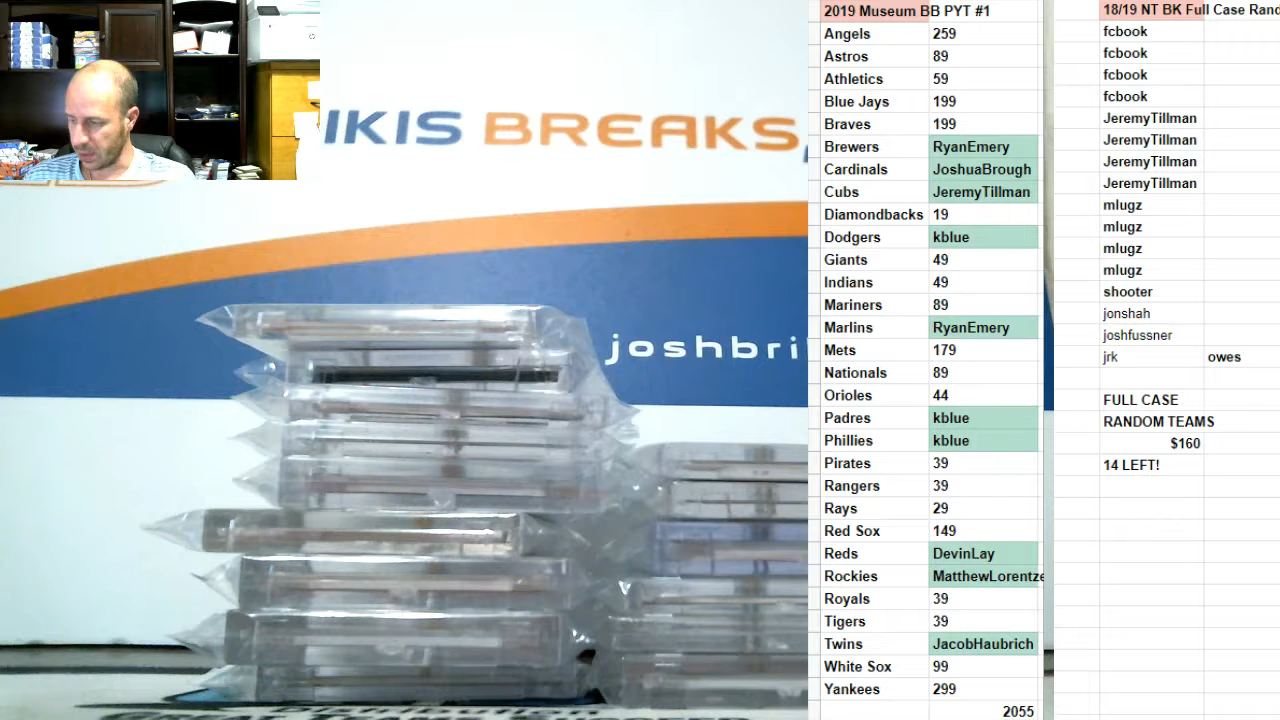 IKIS BREAKS
joshbri
2019 Museum BB PYT #1
Angels 259
Astros 89
Athletics 59
Blue Jays 199
Braves 199
Brewers RyanEmery
Cardinals JoshuaBrough
Cubs JeremyTillman
Diamondbacks 19
Dodgers kblue
Giants 49
Indians 49
Mariners 89
Marlins RyanEmery
Mets 179
Nationals 89
Orioles 44
Padres kblue
Phillies kblue
Pirates 39
Rangers 39
Rays 29
Red Sox 149
Reds DevinLay
Rockies MatthewLorentze
Royals 39
Tigers 39
Twins JacobHaubrich
White Sox 99
Yankees 299
2055
18/19 NT BK Full Case Rand
fcbook
fcbook
fcbook
fcbook
JeremyTillman
JeremyTillman
JeremyTillman
JeremyTillman
mlugz
mlugz
mlugz
mlugz
shooter
jonshah
joshfussner
jrk owes
FULL CASE
RANDOM TEAMS
$160
14 LEFT!